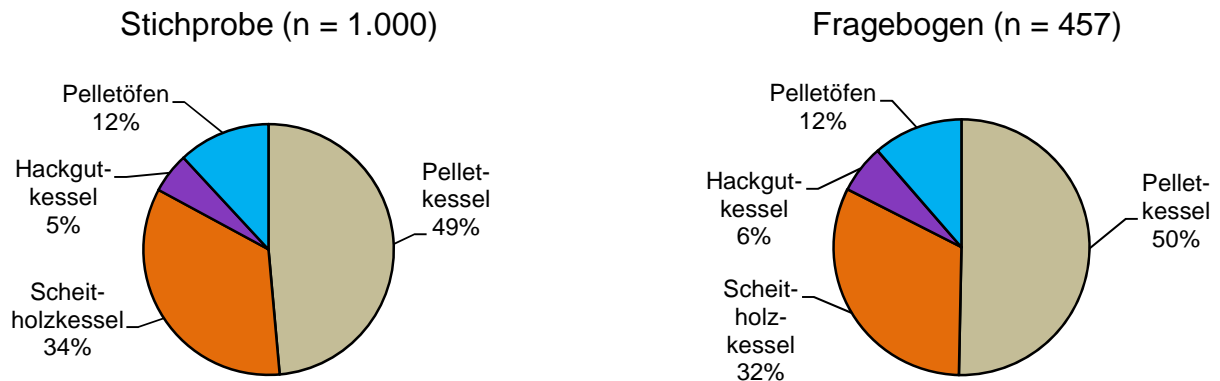 Stichprobe (n = 1.000)
Pelletöfen
12%
Hackgut-
kessel
5%
Scheit-
holzkessel
34%
Pellet-
kessel
49%
Fragebogen (n = 457)
Pelletöfen
12%
Hackgut-
kessel
6%
Scheit-
holz-
kessel
32%
Pellet-
kessel
50%